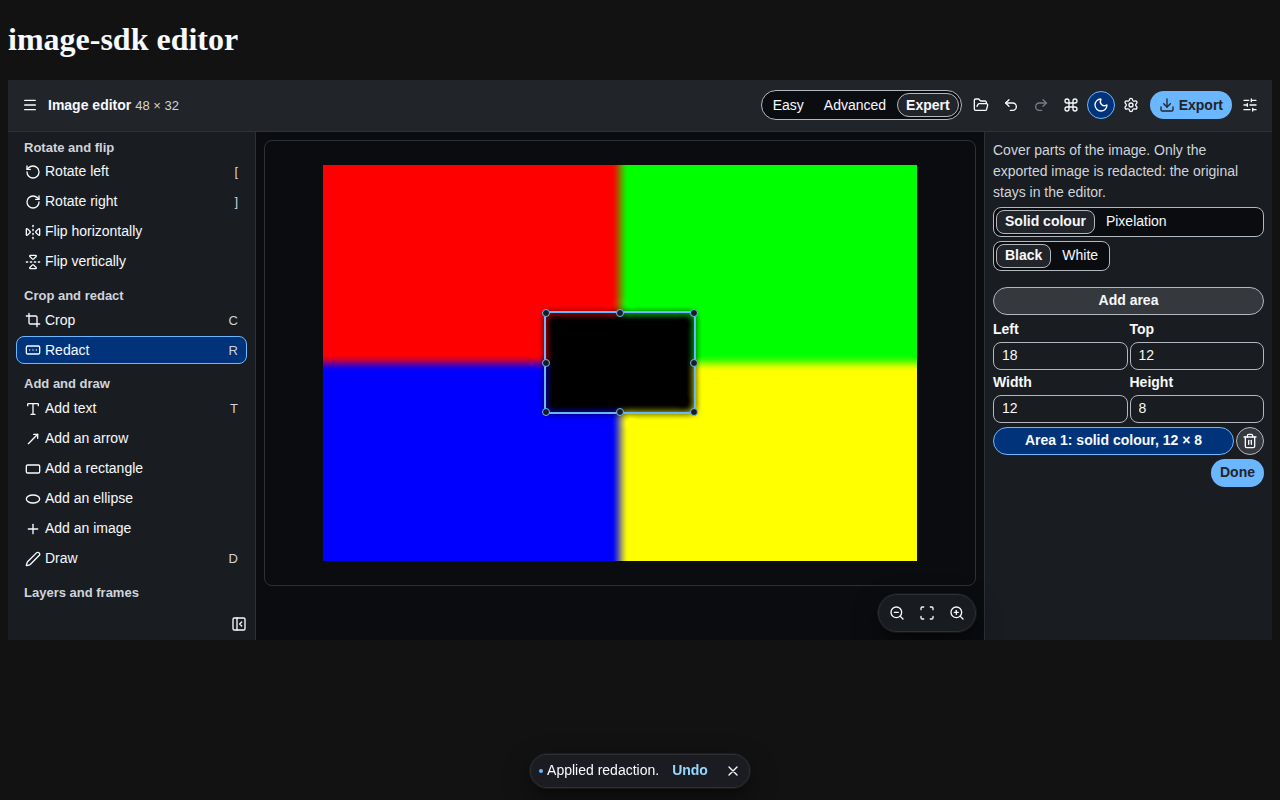 image-sdk editor
Image editor 48 × 32
Easy Advanced Expert
Export
Rotate and flip
Rotate left [
Rotate right ]
Flip horizontally
Flip vertically
Crop and redact
Crop C
Redact R
Add and draw
Add text T
Add an arrow
Add a rectangle
Add an ellipse
Add an image
Draw D
Layers and frames
Cover parts of the image. Only the
exported image is redacted: the original
stays in the editor.
Solid colour Pixelation
Black White
Add area
Left Top
18 12
Width Height
12 8
Area 1: solid colour, 12 × 8
Done
Applied redaction. Undo